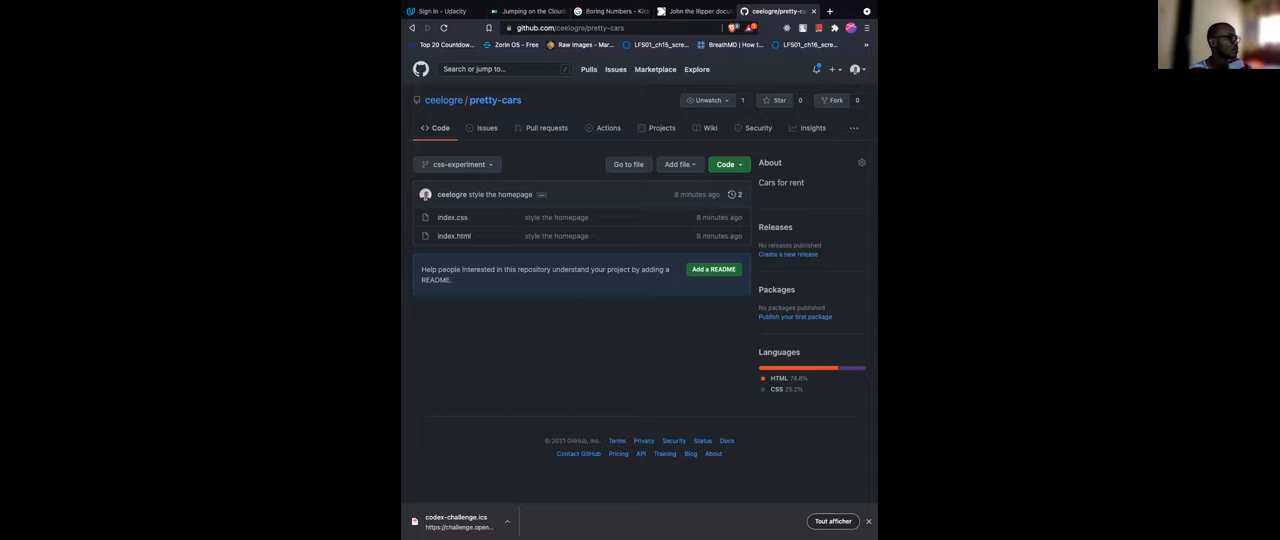 Sign In - Udacity
Jumping on the Cloud
Boring Numbers - Kick
John the Ripper docu
ceelogre/pretty-ca
github.com/ceelogre/pretty-cars
Top 20 Countdow...
Zorin OS - Free
Raw Images - Mar...
LFS01_ch15_scre...
BreathMD | How t...
LFS01_ch16_scre...
Search or jump to...
/
Pulls
Issues
Marketplace
Explore
ceelogre / pretty-cars
Unwatch
1
Star
0
Fork
0
<> Code
Issues
Pull requests
Actions
Projects
Wiki
Security
Insights
...
css-experiment
Go to file
Add file
Code
About
ceelogre style the homepage
8 minutes ago
2
Cars for rent
index.css
style the homepage
8 minutes ago
index.html
style the homepage
8 minutes ago
Releases
No releases published
Create a new release
Help people interested in this repository understand your project by adding a
README.
Add a README
Packages
No packages published
Publish your first package
Languages
HTML 74.8%
CSS 25.2%
© 2021 GitHub, Inc.
Terms
Privacy
Security
Status
Docs
Contact GitHub
Pricing
API
Training
Blog
About
codex-challenge.ics
https://challenge.open...
Tout afficher